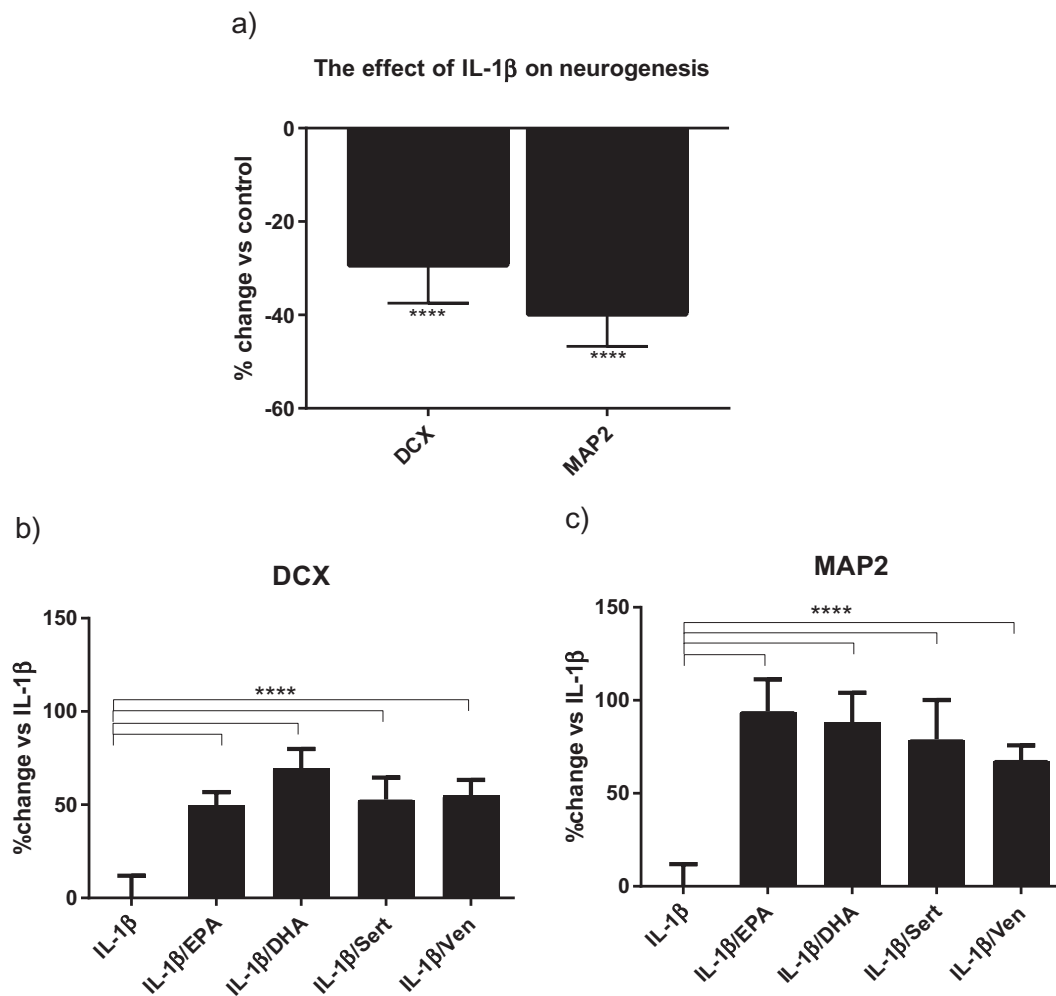 a)
The effect of IL-1β on neurogenesis
% change vs control
0
-20
-40
-60
****
****
DCX
MAP2
b)
DCX
%change vs IL-1β
150
100
50
0
****
IL-1β
IL-1β/EPA
IL-1β/DHA
IL-1β/Sert
IL-1β/Ven
c)
MAP2
%change vs IL-1β
150
100
50
0
****
IL-1β
IL-1β/EPA
IL-1β/DHA
IL-1β/Sert
IL-1β/Ven